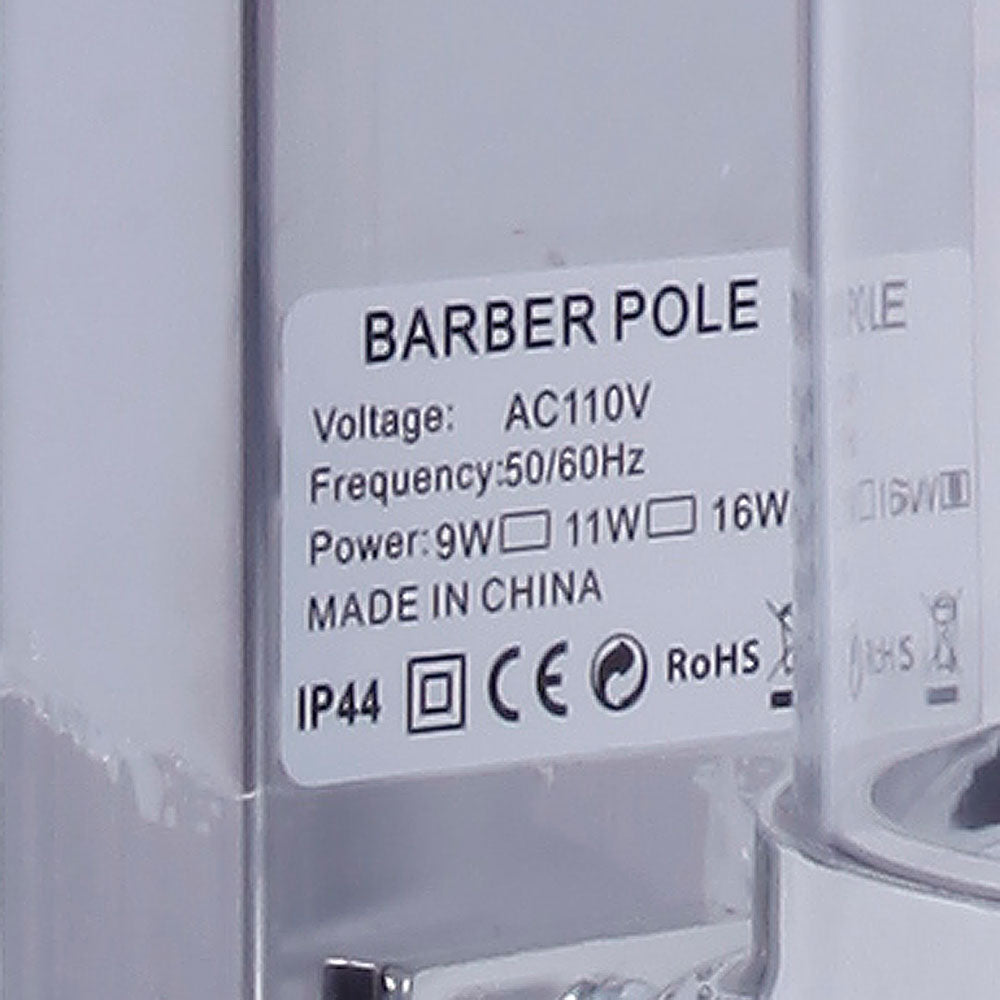 BARBER POLE
Voltage: AC110V
Frequency:50/60Hz
Power:9W□ 11W□ 16W
MADE IN CHINA
IP44 CE RoHS